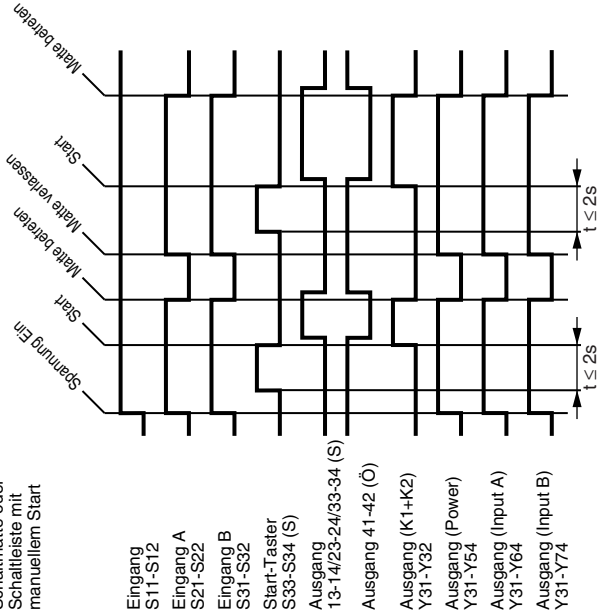 Schaltmatte oder
Schaltleiste mit
manuellem Start
Spannung Ein
Start
Matte betreten
Matte verlassen
Start
Matte betreten
Eingang
S11-S12
Eingang A
S21-S22
Eingang B
S31-S32
Start-Taster
S33-S34 (S)
Ausgang
13-14/23-24/33-34 (S)
Ausgang 41-42 (Ö)
Ausgang (K1+K2)
Y31-Y32
Ausgang (Power)
Y31-Y54
Ausgang (Input A)
Y31-Y64
Ausgang (Input B)
Y31-Y74
t ≤ 2s
t ≤ 2s